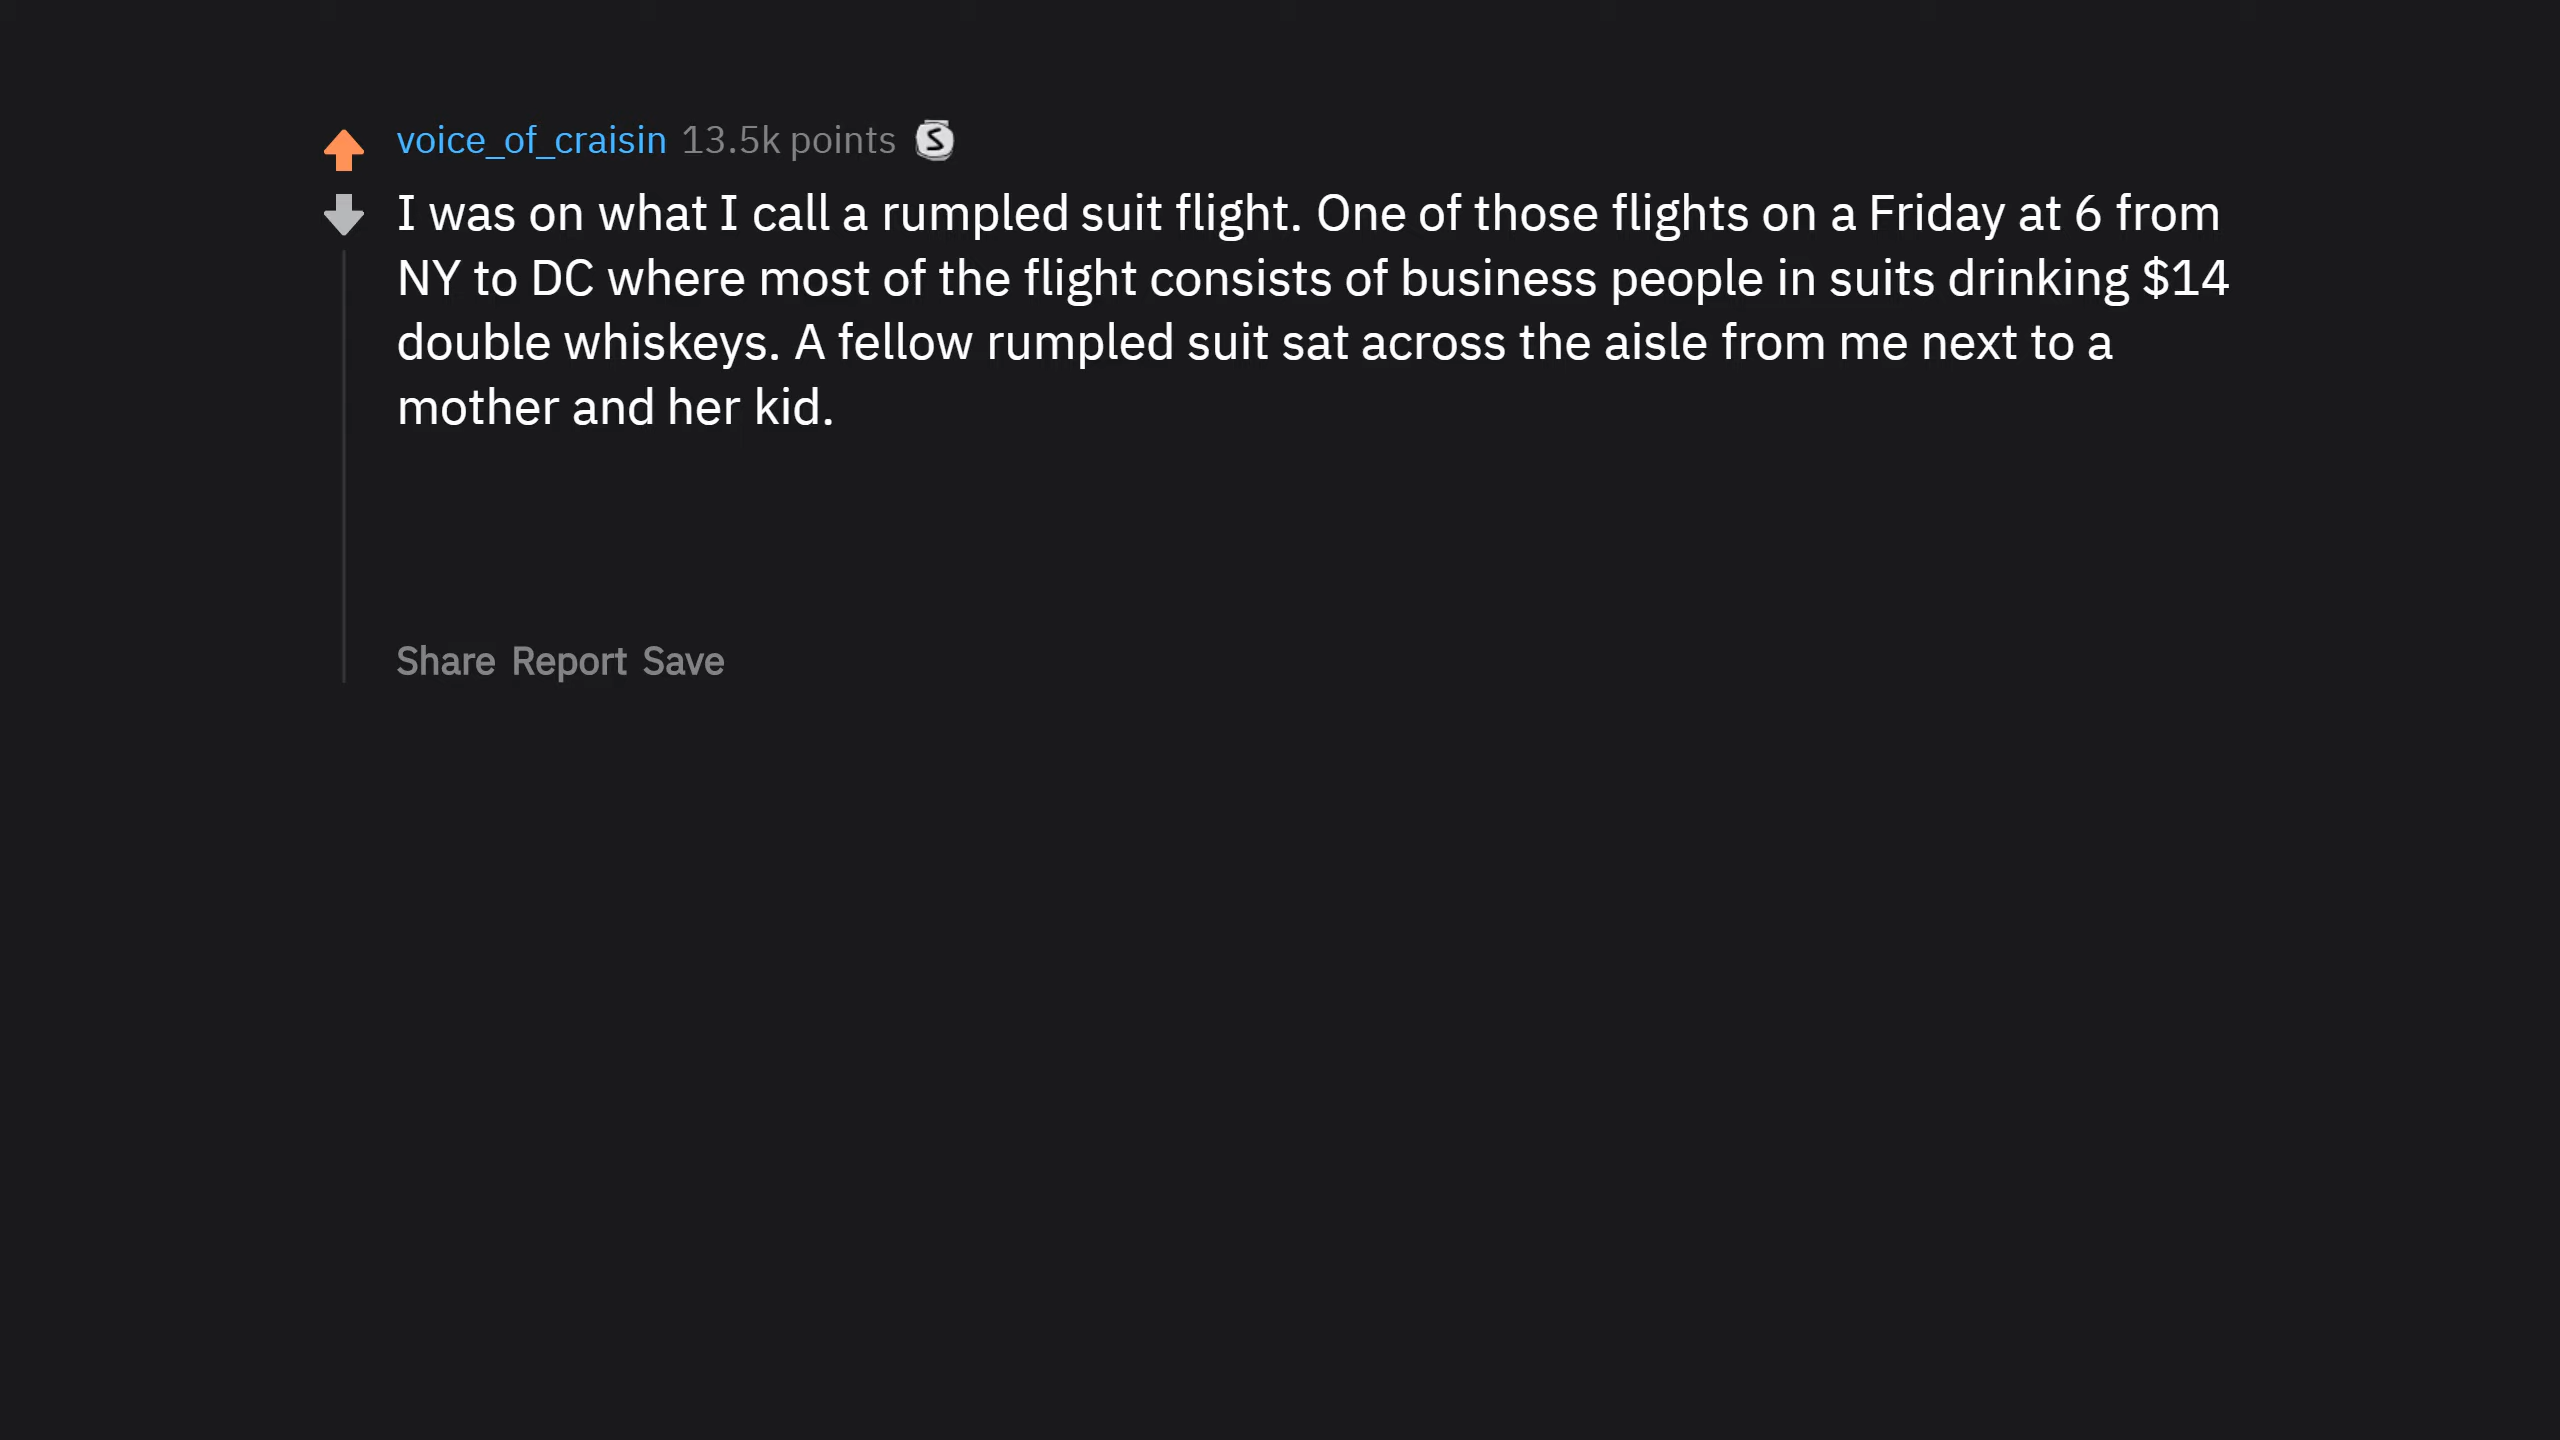 voice_of_craisin 13.5k points S
I was on what I call a rumpled suit flight. One of those flights on a Friday at 6 from
NY to DC where most of the flight consists of business people in suits drinking $14
double whiskeys. A fellow rumpled suit sat across the aisle from me next to a
mother and her kid.
Share Report Save